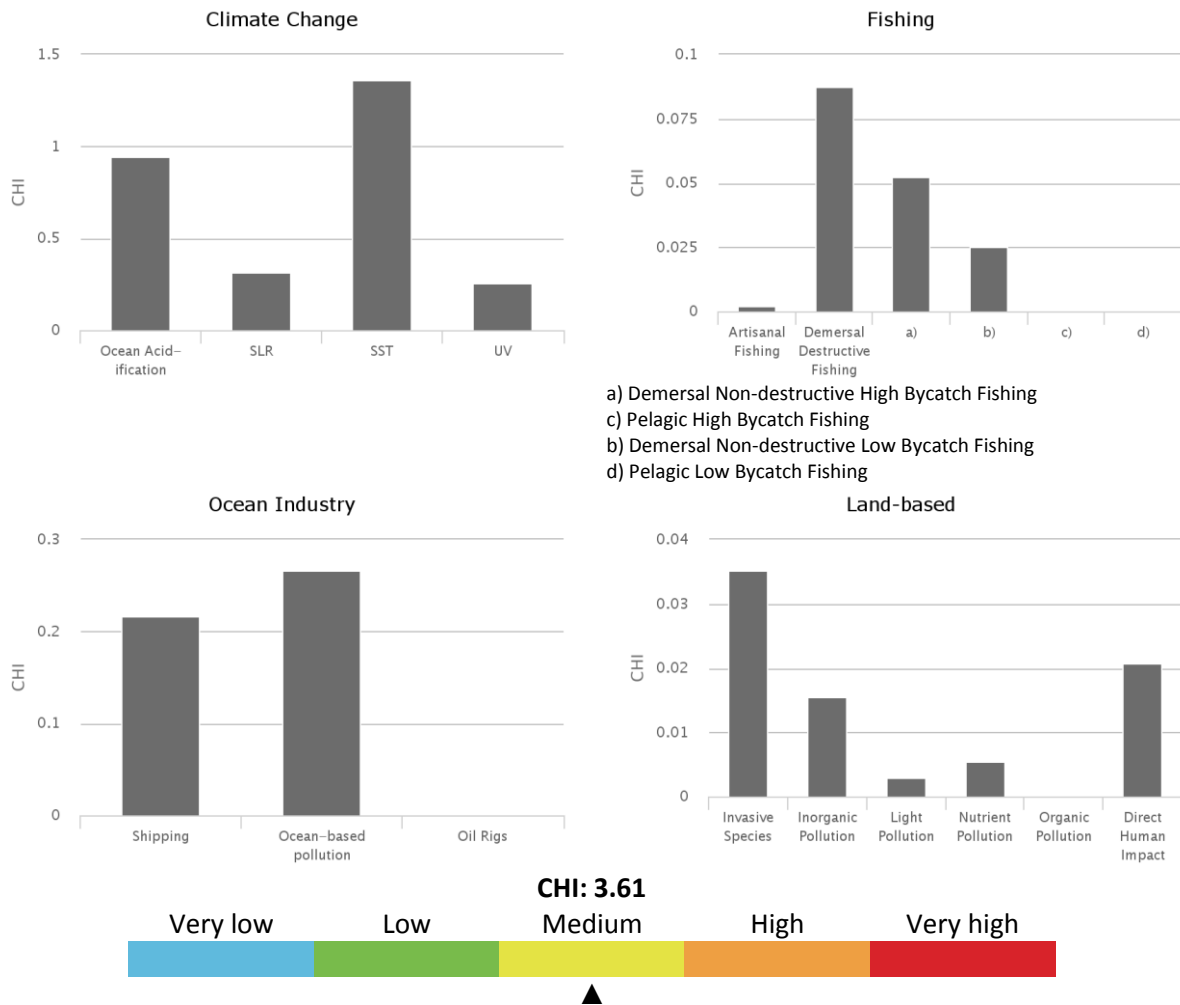 Climate Change
1.5
1
0.5
0
CHI
Ocean Acid-
ification
SLR
SST
UV
Fishing
0.1
0.075
0.05
0.025
0
CHI
Artisanal
Fishing
Demersal
Destructive
Fishing
a)
b)
c)
d)
a) Demersal Non-destructive High Bycatch Fishing
c) Pelagic High Bycatch Fishing
b) Demersal Non-destructive Low Bycatch Fishing
d) Pelagic Low Bycatch Fishing
Ocean Industry
0.3
0.2
0.1
0
CHI
Shipping
Ocean-based
pollution
Oil Rigs
Land-based
0.04
0.03
0.02
0.01
0
CHI
Invasive
Species
Inorganic
Pollution
Light
Pollution
Nutrient
Pollution
Organic
Pollution
Direct
Human
Impact
CHI: 3.61
Very low Low Medium High Very high